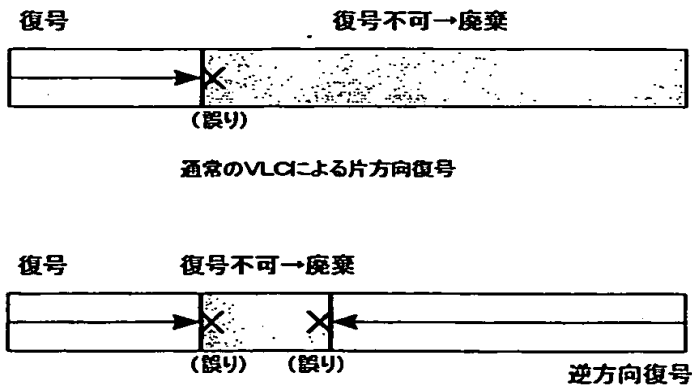 復号 復号不可→廃棄
(誤り)
通常のVLCによる片方向復号
復号 復号不可→廃棄
(誤り) (誤り)
逆方向復号